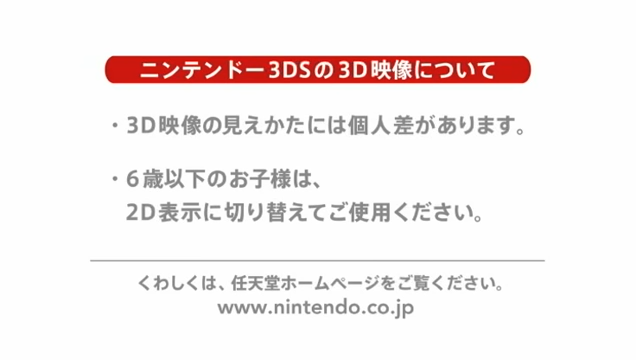 ニンテンドー3DSの3D映像について
・3D映像の見えかたには個人差があります。
・6歳以下のお子様は、
2D表示に切り替えてご使用ください。
くわしくは、任天堂ホームページをご覧ください。
www.nintendo.co.jp